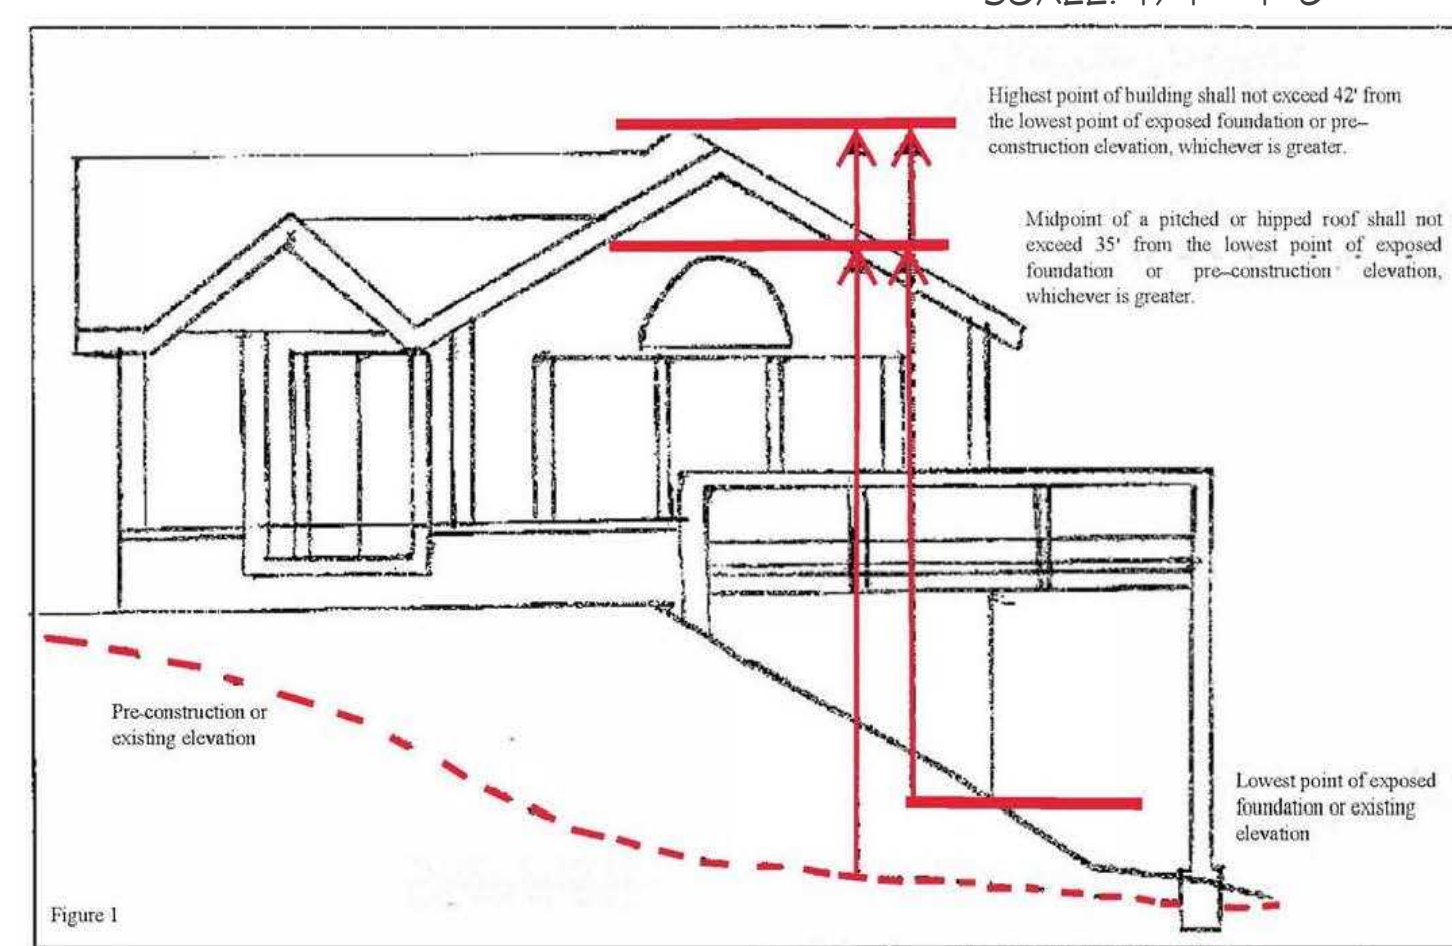 Highest point of building shall not exceed 42' from
the lowest point of exposed foundation or pre–
construction elevation, whichever is greater.
Midpoint of a pitched or hipped roof shall not
exceed 35' from the lowest point of exposed
foundation or pre–construction elevation,
whichever is greater.
Pre-construction or
existing elevation
Lowest point of exposed
foundation or existing
elevation
Figure 1